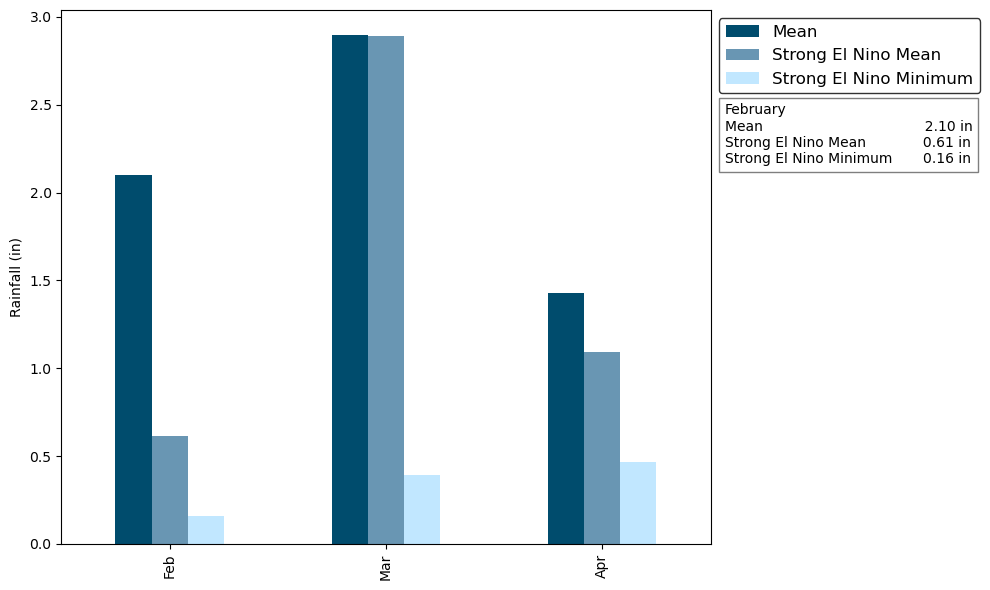 3.0
2.5
2.0
1.5
1.0
0.5
0.0
Rainfall (in)
Feb
Mar
Apr
Mean
Strong El Nino Mean
Strong El Nino Minimum
February
Mean 2.10 in
Strong El Nino Mean 0.61 in
Strong El Nino Minimum 0.16 in